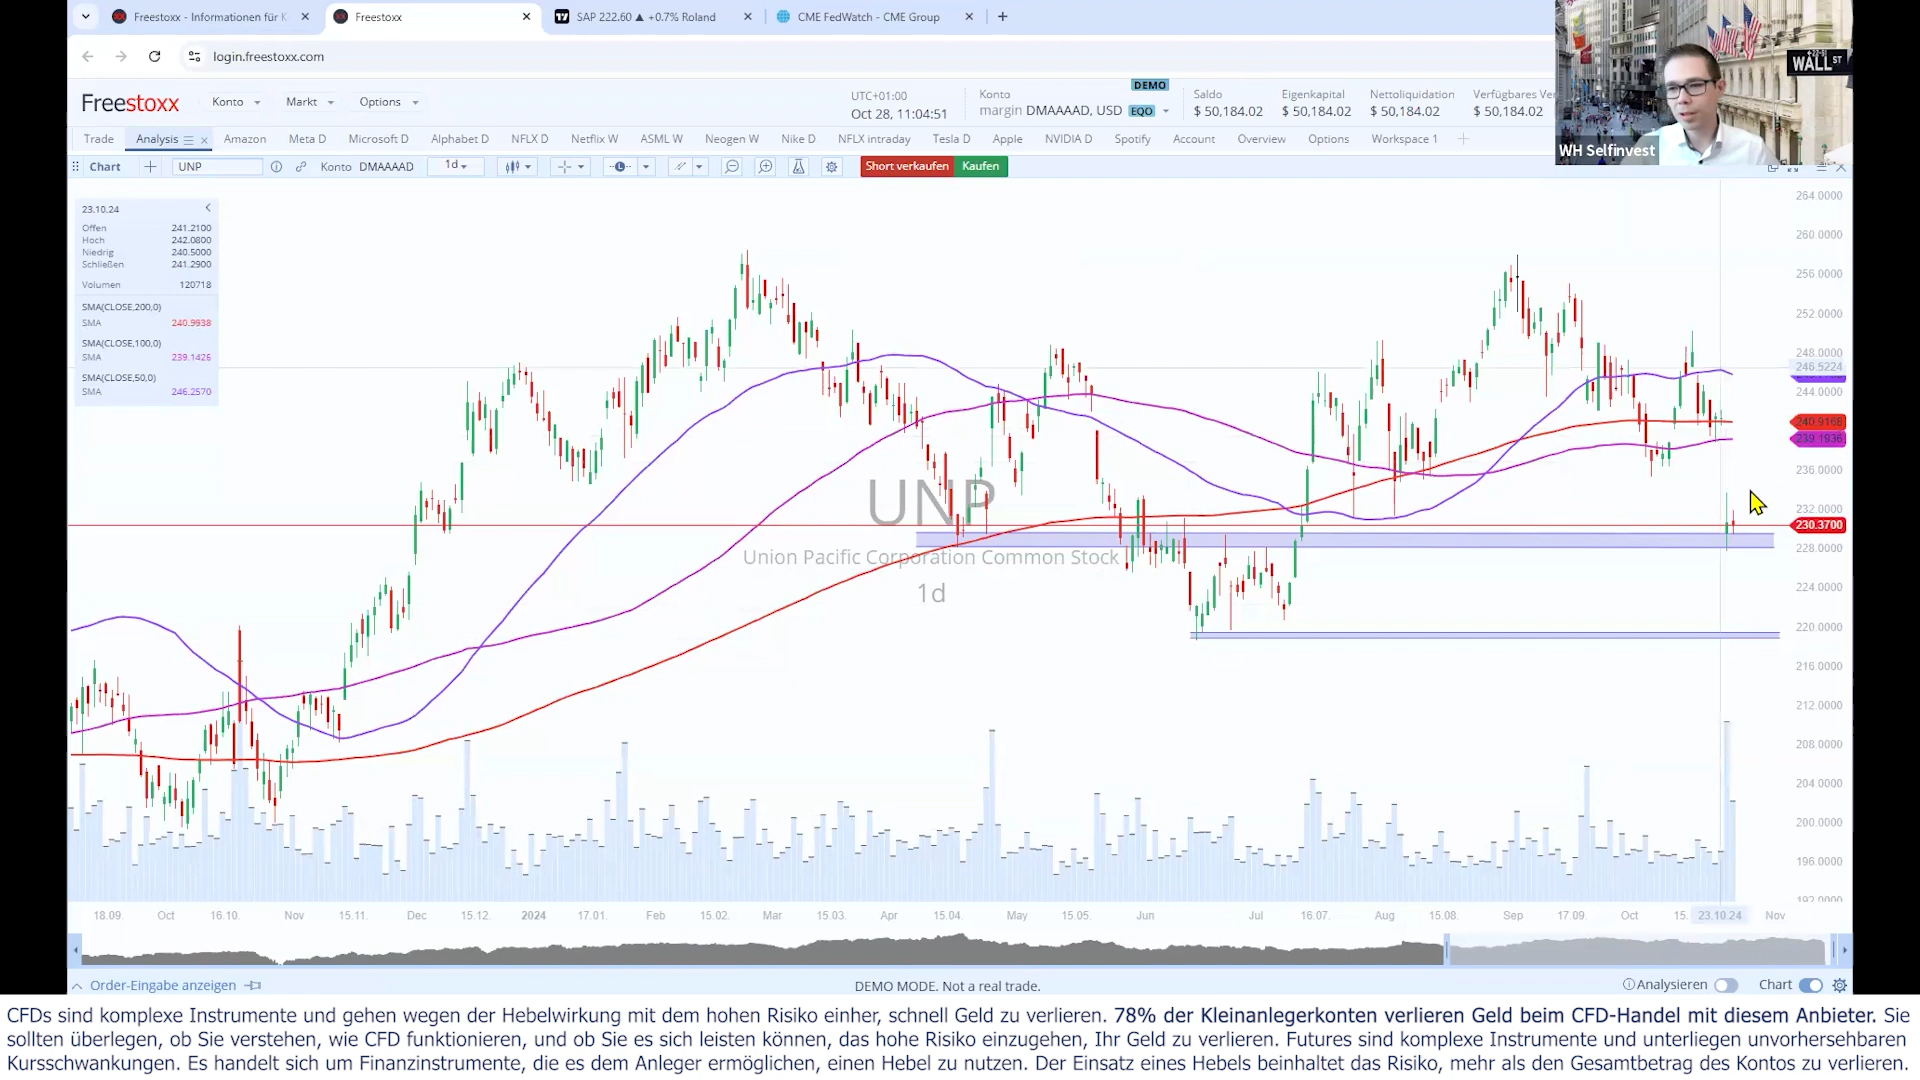 Freestoxx - Informationen für K
Freestoxx
SAP 222.60 ▲ +0.7% Roland
CME FedWatch - CME Group
login.freestoxx.com
WALL ST
WH Selfinvest
Freestoxx
Konto
Markt
Options
UTC+01:00
Oct 28, 11:04:51
DEMO
Konto
margin DMAAAAD, USD EQO
Saldo
$ 50,184.02
Eigenkapital
$ 50,184.02
Nettoliquidation
$ 50,184.02
Verfügbares Ver
$ 50,184.02
Trade Analysis Amazon Meta D Microsoft D Alphabet D NFLX D Netflix W ASML W Neogen W Nike D NFLX intraday Tesla D Apple NVIDIA D Spotify Account Overview Options Workspace 1
Chart UNP Konto DMAAAAD 1d Short verkaufen Kaufen
23.10.24
Offen 241.2100
Hoch 242.0800
Niedrig 240.5000
Schließen 241.2900
Volumen 120718
SMA(CLOSE,200,0)
SMA 240.9938
SMA(CLOSE,100,0)
SMA 239.1426
SMA(CLOSE,50,0)
SMA 246.2570
UNP
Union Pacific Corporation Common Stock
1d
264.0000
260.0000
256.0000
252.0000
248.0000
246.5224
244.0000
240.9168
239.1936
236.0000
232.0000
230.3700
228.0000
224.0000
220.0000
216.0000
212.0000
208.0000
204.0000
200.0000
196.0000
192.0000
18.09. Oct 16.10. Nov 15.11. Dec 15.12. 2024 17.01. Feb 15.02. Mar 15.03. Apr 15.04. May 15.05. Jun Jul 16.07. Aug 15.08. Sep 17.09. Oct 15. 23.10.24 Nov
Order-Eingabe anzeigen
DEMO MODE. Not a real trade.
Analysieren
Chart
CFDs sind komplexe Instrumente und gehen wegen der Hebelwirkung mit dem hohen Risiko einher, schnell Geld zu verlieren. 78% der Kleinanlegerkonten verlieren Geld beim CFD-Handel mit diesem Anbieter. Sie
sollten überlegen, ob Sie verstehen, wie CFD funktionieren, und ob Sie es sich leisten können, das hohe Risiko einzugehen, Ihr Geld zu verlieren. Futures sind komplexe Instrumente und unterliegen unvorhersehbaren
Kursschwankungen. Es handelt sich um Finanzinstrumente, die es dem Anleger ermöglichen, einen Hebel zu nutzen. Der Einsatz eines Hebels beinhaltet das Risiko, mehr als den Gesamtbetrag des Kontos zu verlieren.